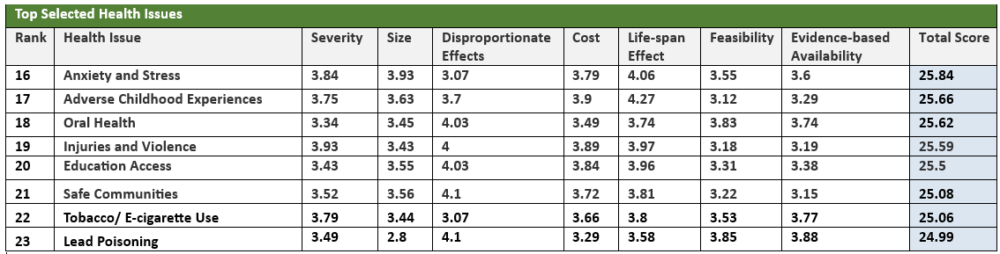 Top Selected Health Issues
Rank Health Issue Severity Size Disproportionate Effects Cost Life-span Effect Feasibility Evidence-based Availability Total Score
16 Anxiety and Stress 3.84 3.93 3.07 3.79 4.06 3.55 3.6 25.84
17 Adverse Childhood Experiences 3.75 3.63 3.7 3.9 4.27 3.12 3.29 25.66
18 Oral Health 3.34 3.45 4.03 3.49 3.74 3.83 3.74 25.62
19 Injuries and Violence 3.93 3.43 4 3.89 3.97 3.18 3.19 25.59
20 Education Access 3.43 3.55 4.03 3.84 3.96 3.31 3.38 25.5
21 Safe Communities 3.52 3.56 4.1 3.72 3.81 3.22 3.15 25.08
22 Tobacco/ E-cigarette Use 3.79 3.44 3.07 3.66 3.8 3.53 3.77 25.06
23 Lead Poisoning 3.49 2.8 4.1 3.29 3.58 3.85 3.88 24.99